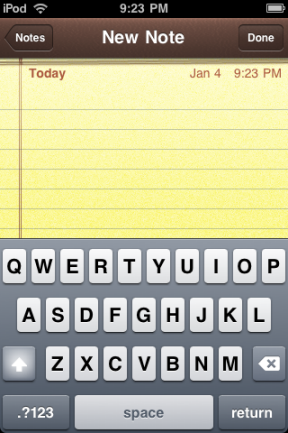 iPod 9:23 PM
Notes New Note Done
Today Jan 4 9:23 PM
Q W E R T Y U I O P
A S D F G H J K L
Z X C V B N M
.?123 space return